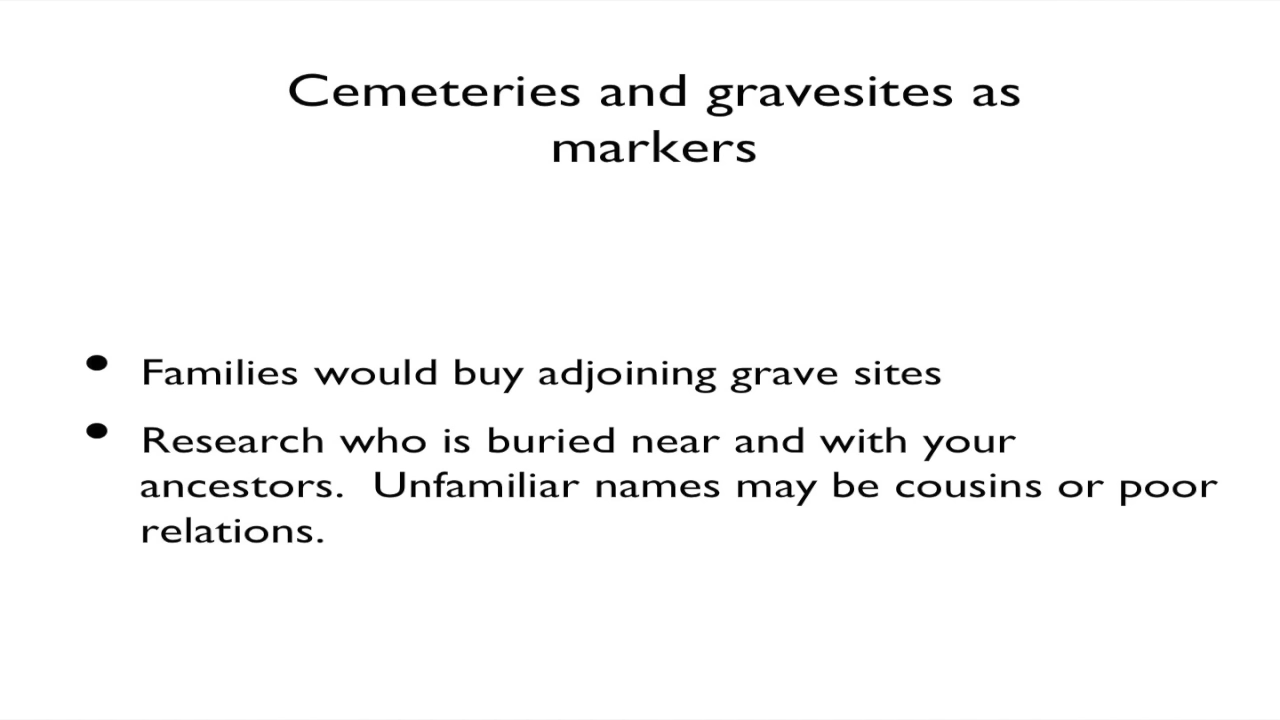 Cemeteries and gravesites as
markers
• Families would buy adjoining grave sites
• Research who is buried near and with your
ancestors.  Unfamiliar names may be cousins or poor
relations.